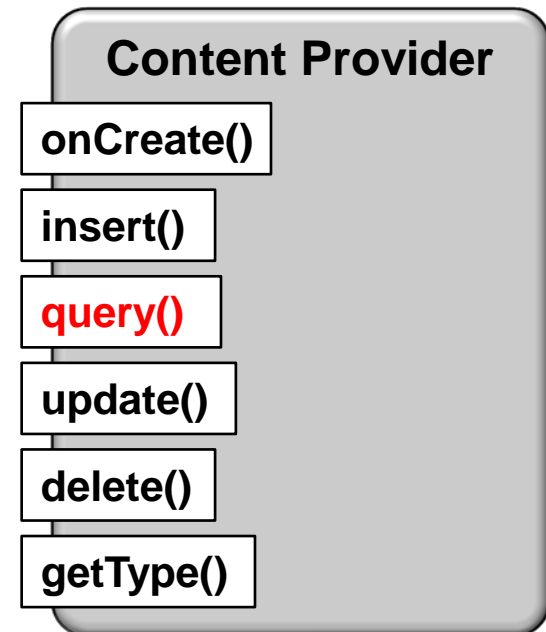 Content Provider
onCreate()
insert()
query()
update()
delete()
getType()